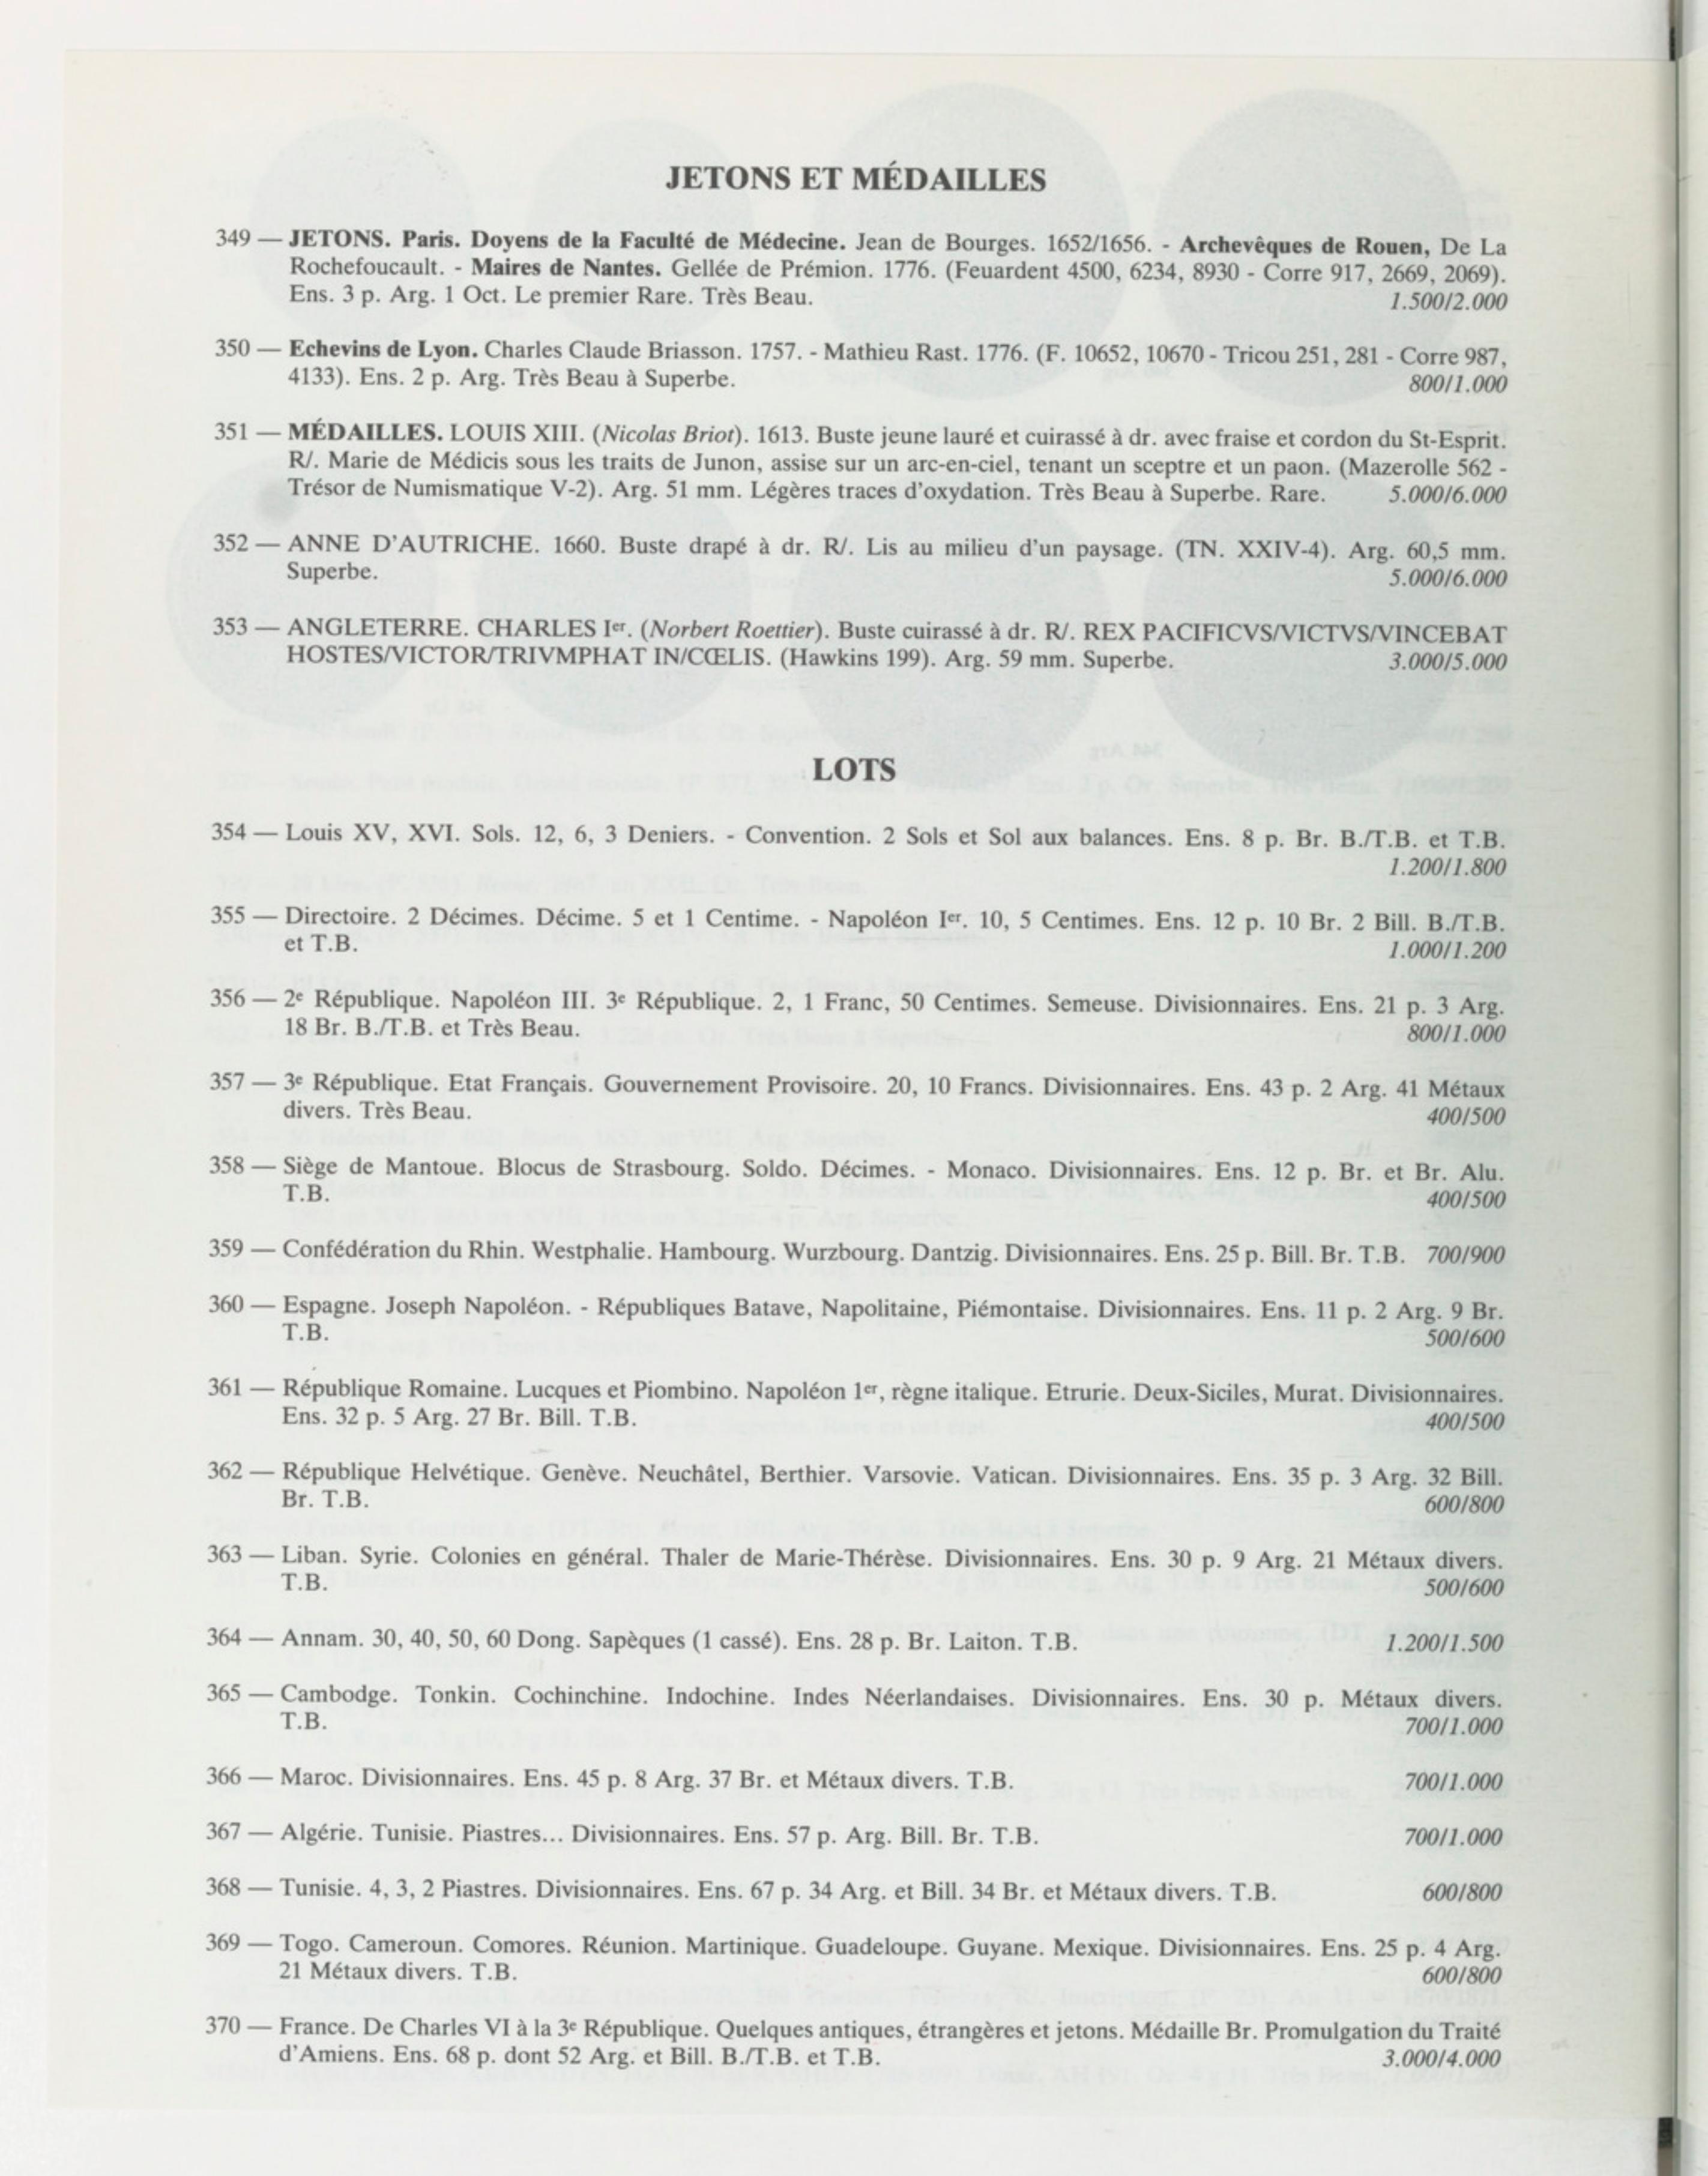 JETONS ET MÉDAILLES
349 — JETONS. Paris. Doyens de la Faculté de Médecine. Jean de Bourges. 1652/1656. - Archevêques de Rouen, De La
Rochefoucault. - Maires de Nantes. Gellée de Prémion. 1776. (Feuardent 4500, 6234, 8930 - Corre 917, 2669, 2069).
Ens. 3 p. Arg. 1 Oct. Le premier Rare. Très Beau. 1.500/2.000
350 — Echevins de Lyon. Charles Claude Briasson. 1757. - Mathieu Rast. 1776. (F. 10652, 10670 - Tricou 251, 281 - Corre 987,
4133). Ens. 2 p. Arg. Très Beau à Superbe. 800/1.000
351 — MÉDAILLES. LOUIS XIII. (Nicolas Briot). 1613. Buste jeune lauré et cuirassé à dr. avec fraise et cordon du St-Esprit.
R/. Marie de Médicis sous les traits de Junon, assise sur un arc-en-ciel, tenant un sceptre et un paon. (Mazerolle 562 -
Trésor de Numismatique V-2). Arg. 51 mm. Légères traces d'oxydation. Très Beau à Superbe. Rare. 5.000/6.000
352 — ANNE D'AUTRICHE. 1660. Buste drapé à dr. R/. Lis au milieu d'un paysage. (TN. XXIV-4). Arg. 60,5 mm.
Superbe. 5.000/6.000
353 — ANGLETERRE. CHARLES Ier. (Norbert Roettier). Buste cuirassé à dr. R/. REX PACIFICVS/VICTVS/VINCEBAT
HOSTES/VICTOR/TRIVMPHAT IN/CŒLIS. (Hawkins 199). Arg. 59 mm. Superbe. 3.000/5.000
LOTS
354 — Louis XV, XVI. Sols. 12, 6, 3 Deniers. - Convention. 2 Sols et Sol aux balances. Ens. 8 p. Br. B./T.B. et T.B.
1.200/1.800
355 — Directoire. 2 Décimes. Décime. 5 et 1 Centime. - Napoléon Ier. 10, 5 Centimes. Ens. 12 p. 10 Br. 2 Bill. B./T.B.
et T.B. 1.000/1.200
356 — 2e République. Napoléon III. 3e République. 2, 1 Franc, 50 Centimes. Semeuse. Divisionnaires. Ens. 21 p. 3 Arg.
18 Br. B./T.B. et Très Beau. 800/1.000
357 — 3e République. Etat Français. Gouvernement Provisoire. 20, 10 Francs. Divisionnaires. Ens. 43 p. 2 Arg. 41 Métaux
divers. Très Beau. 400/500
358 — Siège de Mantoue. Blocus de Strasbourg. Soldo. Décimes. - Monaco. Divisionnaires. Ens. 12 p. Br. et Br. Alu.
T.B. 400/500
359 — Confédération du Rhin. Westphalie. Hambourg. Wurzbourg. Dantzig. Divisionnaires. Ens. 25 p. Bill. Br. T.B. 700/900
360 — Espagne. Joseph Napoléon. - Républiques Batave, Napolitaine, Piémontaise. Divisionnaires. Ens. 11 p. 2 Arg. 9 Br.
T.B. 500/600
361 — République Romaine. Lucques et Piombino. Napoléon 1er, règne italique. Etrurie. Deux-Siciles, Murat. Divisionnaires.
Ens. 32 p. 5 Arg. 27 Br. Bill. T.B. 400/500
362 — République Helvétique. Genève. Neuchâtel, Berthier. Varsovie. Vatican. Divisionnaires. Ens. 35 p. 3 Arg. 32 Bill.
Br. T.B. 600/800
363 — Liban. Syrie. Colonies en général. Thaler de Marie-Thérèse. Divisionnaires. Ens. 30 p. 9 Arg. 21 Métaux divers.
T.B. 500/600
364 — Annam. 30, 40, 50, 60 Dong. Sapèques (1 cassé). Ens. 28 p. Br. Laiton. T.B. 1.200/1.500
365 — Cambodge. Tonkin. Cochinchine. Indochine. Indes Néerlandaises. Divisionnaires. Ens. 30 p. Métaux divers.
T.B. 700/1.000
366 — Maroc. Divisionnaires. Ens. 45 p. 8 Arg. 37 Br. et Métaux divers. T.B. 700/1.000
367 — Algérie. Tunisie. Piastres... Divisionnaires. Ens. 57 p. Arg. Bill. Br. T.B. 700/1.000
368 — Tunisie. 4, 3, 2 Piastres. Divisionnaires. Ens. 67 p. 34 Arg. et Bill. 34 Br. et Métaux divers. T.B. 600/800
369 — Togo. Cameroun. Comores. Réunion. Martinique. Guadeloupe. Guyane. Mexique. Divisionnaires. Ens. 25 p. 4 Arg.
21 Métaux divers. T.B. 600/800
370 — France. De Charles VI à la 3e République. Quelques antiques, étrangères et jetons. Médaille Br. Promulgation du Traité
d'Amiens. Ens. 68 p. dont 52 Arg. et Bill. B./T.B. et T.B. 3.000/4.000